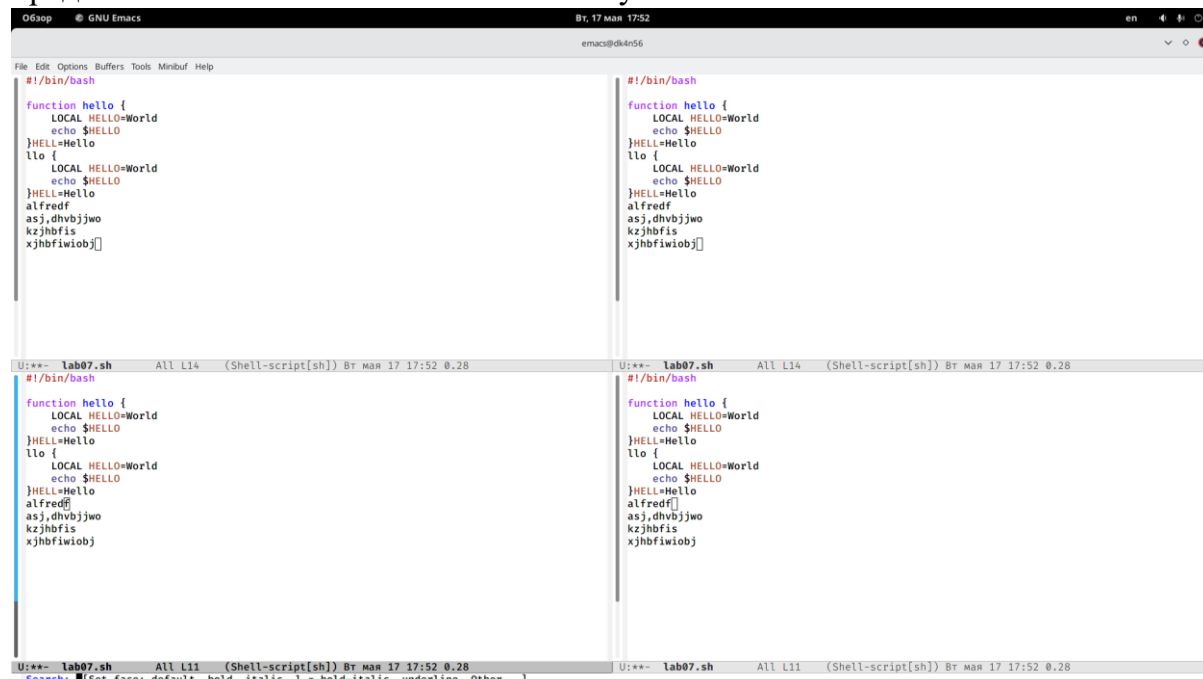 Обзор GNU Emacs Вт, 17 мая 17:52 en
emacs@dk4n56
File Edit Options Buffers Tools Minibuf Help
#!/bin/bash
function hello {
LOCAL HELLO=World
echo $HELLO
}HELL=Hello
llo {
LOCAL HELLO=World
echo $HELLO
}HELL=Hello
alfredf
asj,dhvbjjwo
kzjhbfis
xjhbfiwiobj
U:**- lab07.sh All L14 (Shell-script[sh]) Вт мая 17 17:52 0.28
#!/bin/bash
function hello {
LOCAL HELLO=World
echo $HELLO
}HELL=Hello
llo {
LOCAL HELLO=World
echo $HELLO
}HELL=Hello
alfredf
asj,dhvbjjwo
kzjhbfis
xjhbfiwiobj
U:**- lab07.sh All L14 (Shell-script[sh]) Вт мая 17 17:52 0.28
#!/bin/bash
function hello {
LOCAL HELLO=World
echo $HELLO
}HELL=Hello
llo {
LOCAL HELLO=World
echo $HELLO
}HELL=Hello
alfredf
asj,dhvbjjwo
kzjhbfis
xjhbfiwiobj
U:**- lab07.sh All L11 (Shell-script[sh]) Вт мая 17 17:52 0.28
#!/bin/bash
function hello {
LOCAL HELLO=World
echo $HELLO
}HELL=Hello
llo {
LOCAL HELLO=World
echo $HELLO
}HELL=Hello
alfredf
asj,dhvbjjwo
kzjhbfis
xjhbfiwiobj
U:**- lab07.sh All L11 (Shell-script[sh]) Вт мая 17 17:52 0.28
Search: [Set face: default, bold, italic, l = bold-italic, underline, Other...]